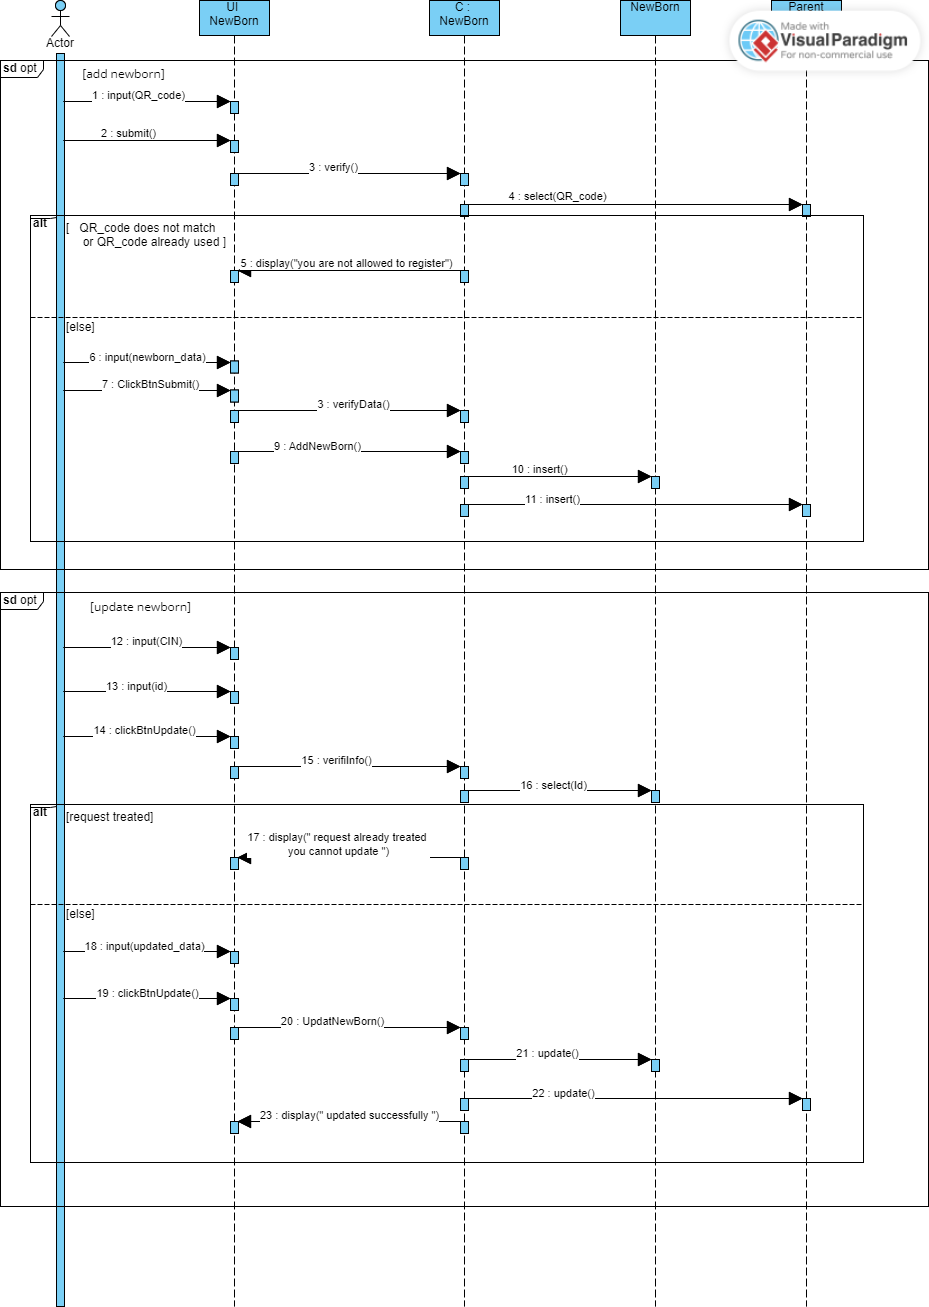 UI
NewBorn
C :
NewBorn
NewBorn
Parent
Actor
Made with
Visual Paradigm
For non-commercial use
sd opt
[add newborn]
1 : input(QR_code)
2 : submit()
3 : verify()
4 : select(QR_code)
alt
[ QR_code does not match
or QR_code already used ]
5 : display("you are not allowed to register")
[else]
6 : input(newborn_data)
7 : ClickBtnSubmit()
3 : verifyData()
9 : AddNewBorn()
10 : insert()
11 : insert()
sd opt
[update newborn]
12 : input(CIN)
13 : input(id)
14 : clickBtnUpdate()
15 : verifiInfo()
16 : select(Id)
alt
[request treated]
17 : display(" request already treated
you cannot update ")
[else]
18 : input(updated_data)
19 : clickBtnUpdate()
20 : UpdatNewBorn()
21 : update()
22 : update()
23 : display(" updated successfully ")